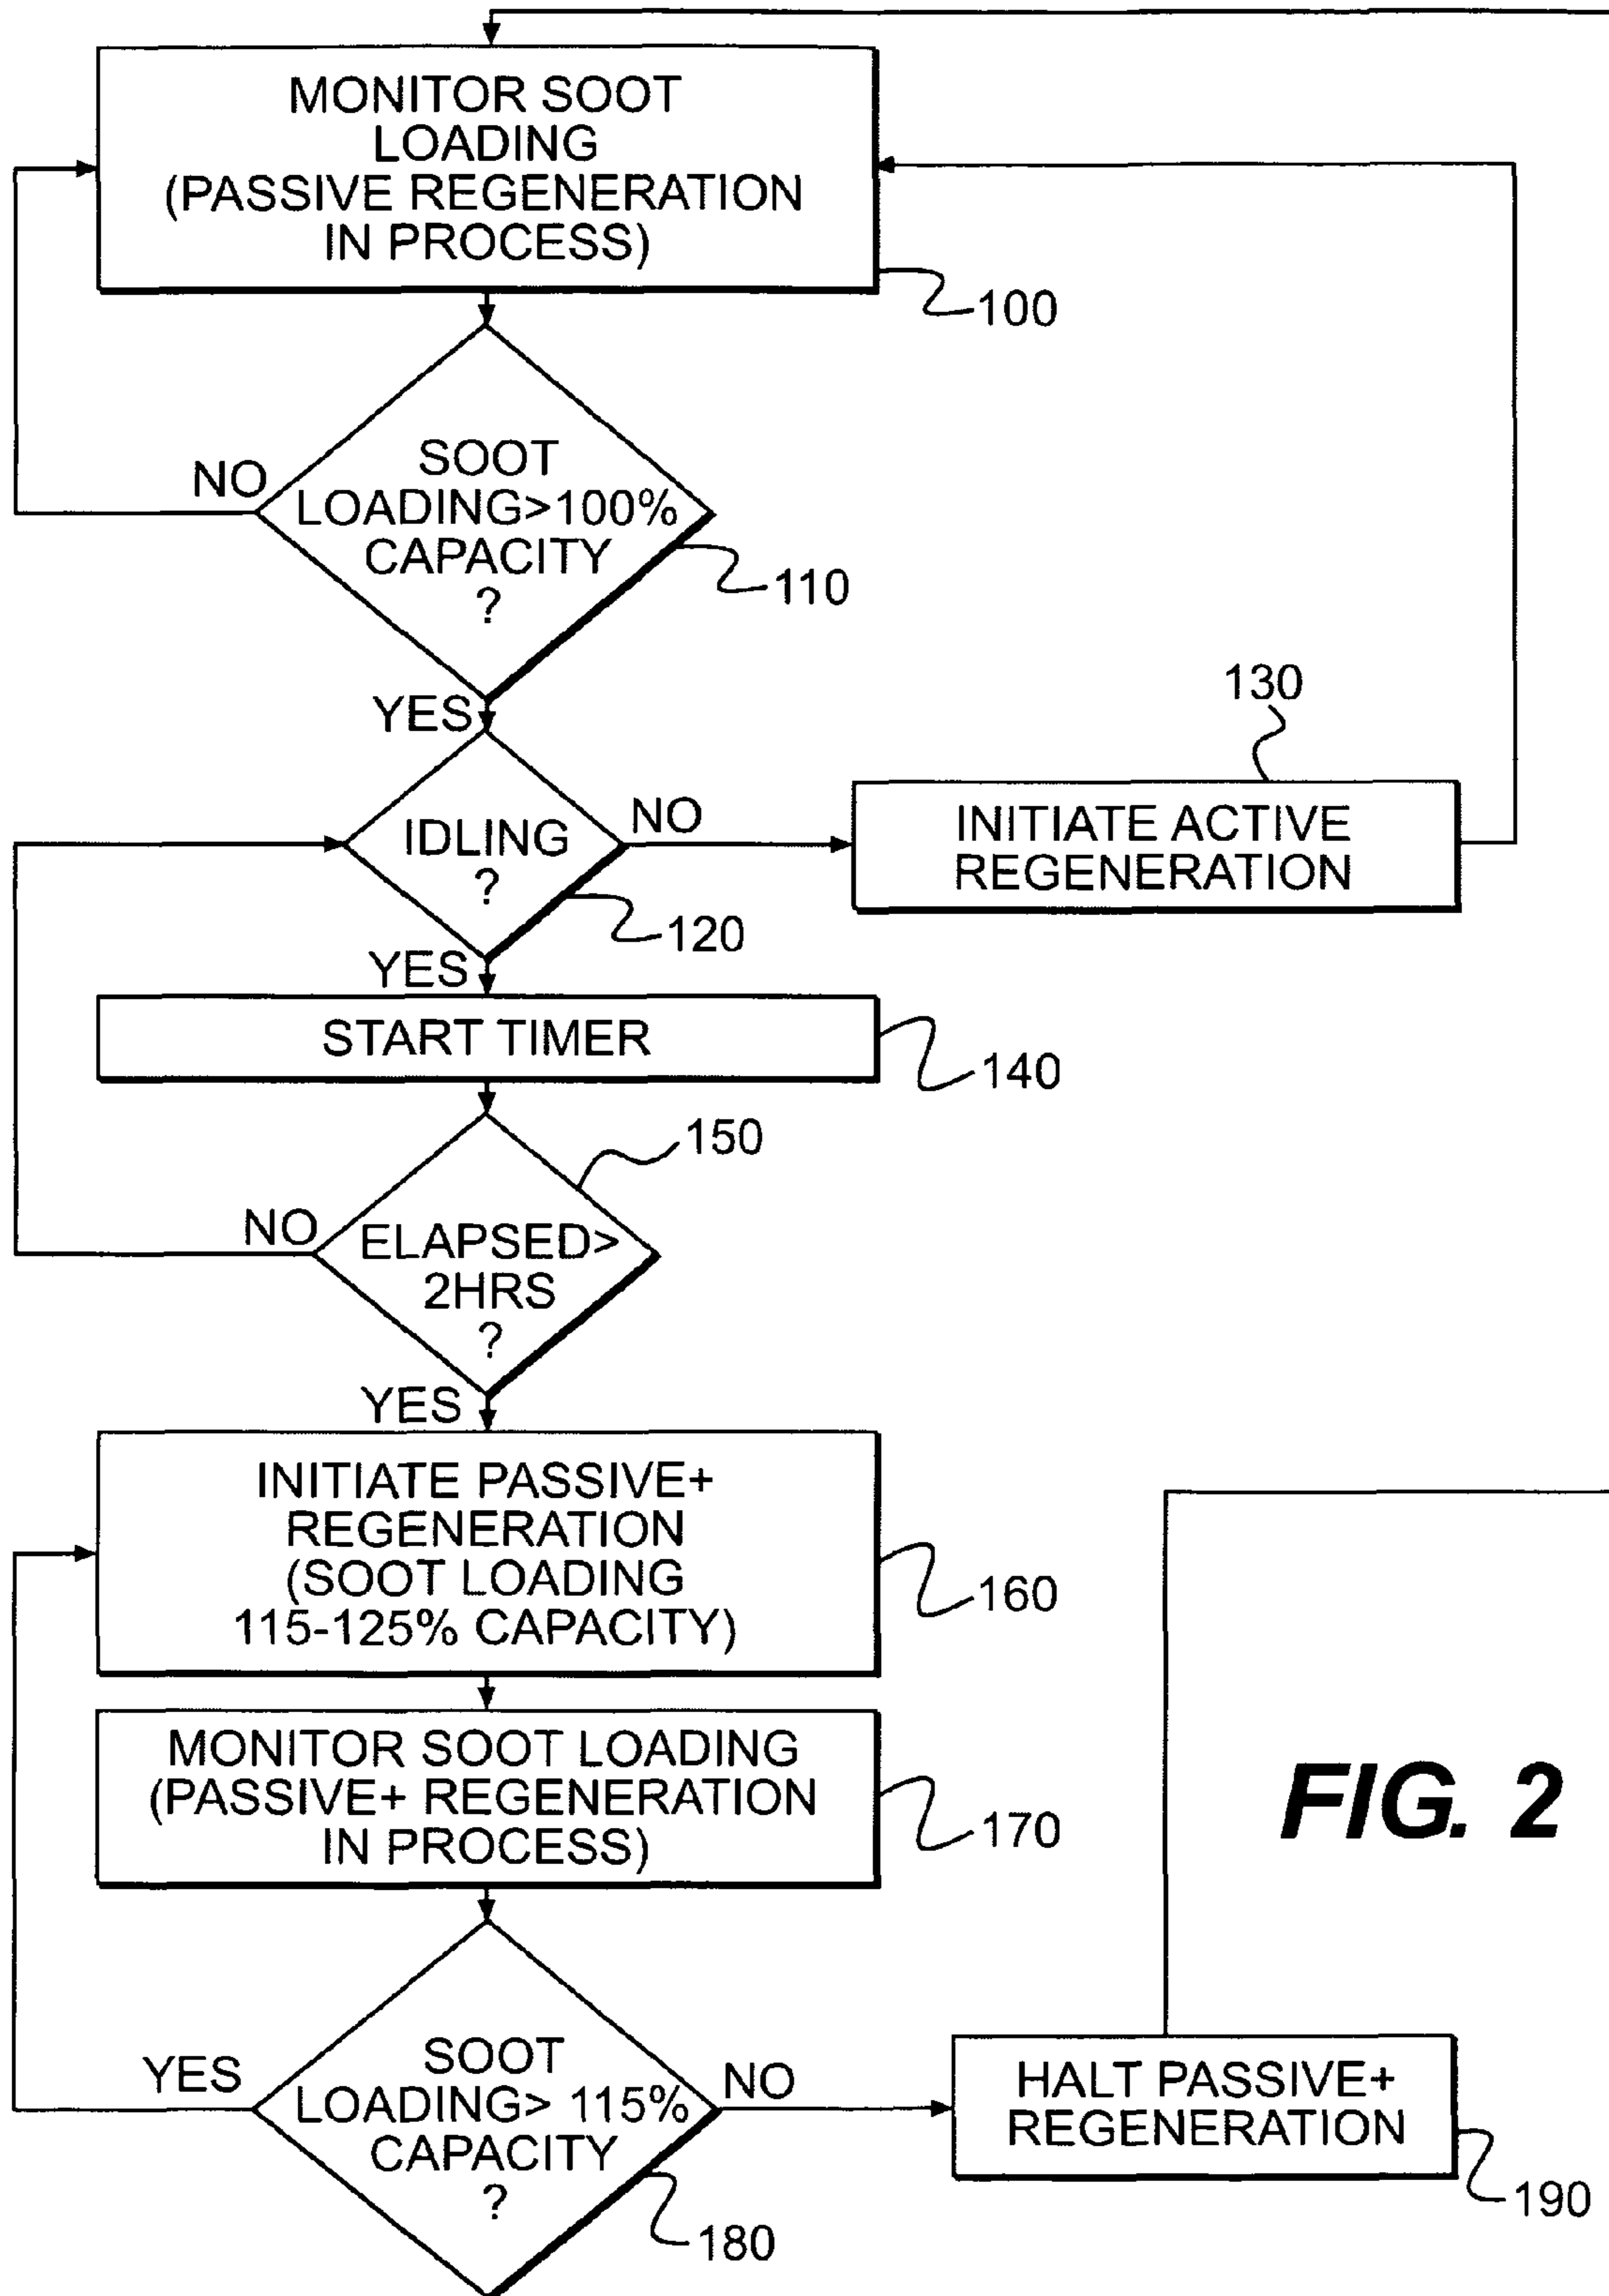 MONITOR SOOT
LOADING
(PASSIVE REGENERATION
IN PROCESS)
100
SOOT
LOADING>100%
CAPACITY
?
NO
110
YES
130
IDLING
?
NO
INITIATE ACTIVE
REGENERATION
120
YES
START TIMER
140
150
NO
ELAPSED>
2HRS
?
YES
INITIATE PASSIVE+
REGENERATION
(SOOT LOADING
115-125% CAPACITY)
160
MONITOR SOOT LOADING
(PASSIVE+ REGENERATION
IN PROCESS)
170
FIG. 2
SOOT
LOADING> 115%
CAPACITY
?
YES
NO
HALT PASSIVE+
REGENERATION
180
190